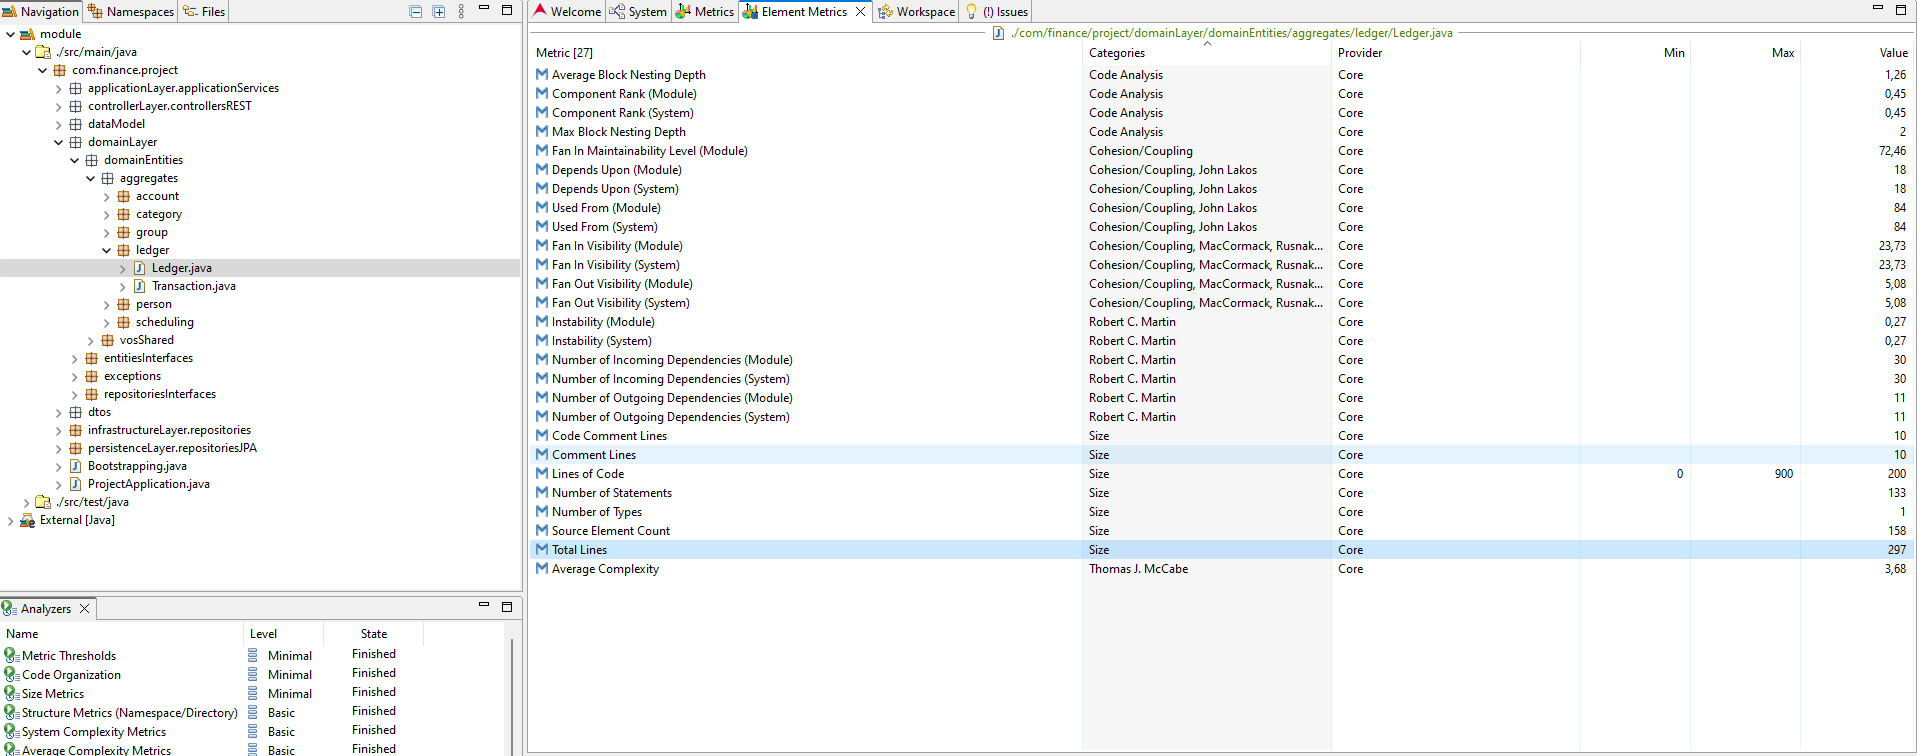 Navigation Namespaces Files
module
./src/main/java
com.finance.project
applicationLayer.applicationServices
controllerLayer.controllersREST
dataModel
domainLayer
domainEntities
aggregates
account
category
group
ledger
Ledger.java
Transaction.java
person
scheduling
vosShared
entitiesInterfaces
exceptions
repositoriesInterfaces
dtos
infrastructureLayer.repositories
persistenceLayer.repositoriesJPA
Bootstrapping.java
ProjectApplication.java
./src/test/java
External [Java]
Analyzers
Name Level State
Metric Thresholds Minimal Finished
Code Organization Minimal Finished
Size Metrics Minimal Finished
Structure Metrics (Namespace/Directory) Basic Finished
System Complexity Metrics Basic Finished
Average Complexity Metrics Basic Finished
Welcome System Metrics Element Metrics Workspace (!) Issues
./com/finance/project/domainLayer/domainEntities/aggregates/ledger/Ledger.java
Metric [27] Categories Provider Min Max Value
Average Block Nesting Depth Code Analysis Core 1,26
Component Rank (Module) Code Analysis Core 0,45
Component Rank (System) Code Analysis Core 0,45
Max Block Nesting Depth Code Analysis Core 2
Fan In Maintainability Level (Module) Cohesion/Coupling Core 72,46
Depends Upon (Module) Cohesion/Coupling, John Lakos Core 18
Depends Upon (System) Cohesion/Coupling, John Lakos Core 18
Used From (Module) Cohesion/Coupling, John Lakos Core 84
Used From (System) Cohesion/Coupling, John Lakos Core 84
Fan In Visibility (Module) Cohesion/Coupling, MacCormack, Rusnak... Core 23,73
Fan In Visibility (System) Cohesion/Coupling, MacCormack, Rusnak... Core 23,73
Fan Out Visibility (Module) Cohesion/Coupling, MacCormack, Rusnak... Core 5,08
Fan Out Visibility (System) Cohesion/Coupling, MacCormack, Rusnak... Core 5,08
Instability (Module) Robert C. Martin Core 0,27
Instability (System) Robert C. Martin Core 0,27
Number of Incoming Dependencies (Module) Robert C. Martin Core 30
Number of Incoming Dependencies (System) Robert C. Martin Core 30
Number of Outgoing Dependencies (Module) Robert C. Martin Core 11
Number of Outgoing Dependencies (System) Robert C. Martin Core 11
Code Comment Lines Size Core 10
Comment Lines Size Core 10
Lines of Code Size Core 0 900 200
Number of Statements Size Core 133
Number of Types Size Core 1
Source Element Count Size Core 158
Total Lines Size Core 297
Average Complexity Thomas J. McCabe Core 3,68